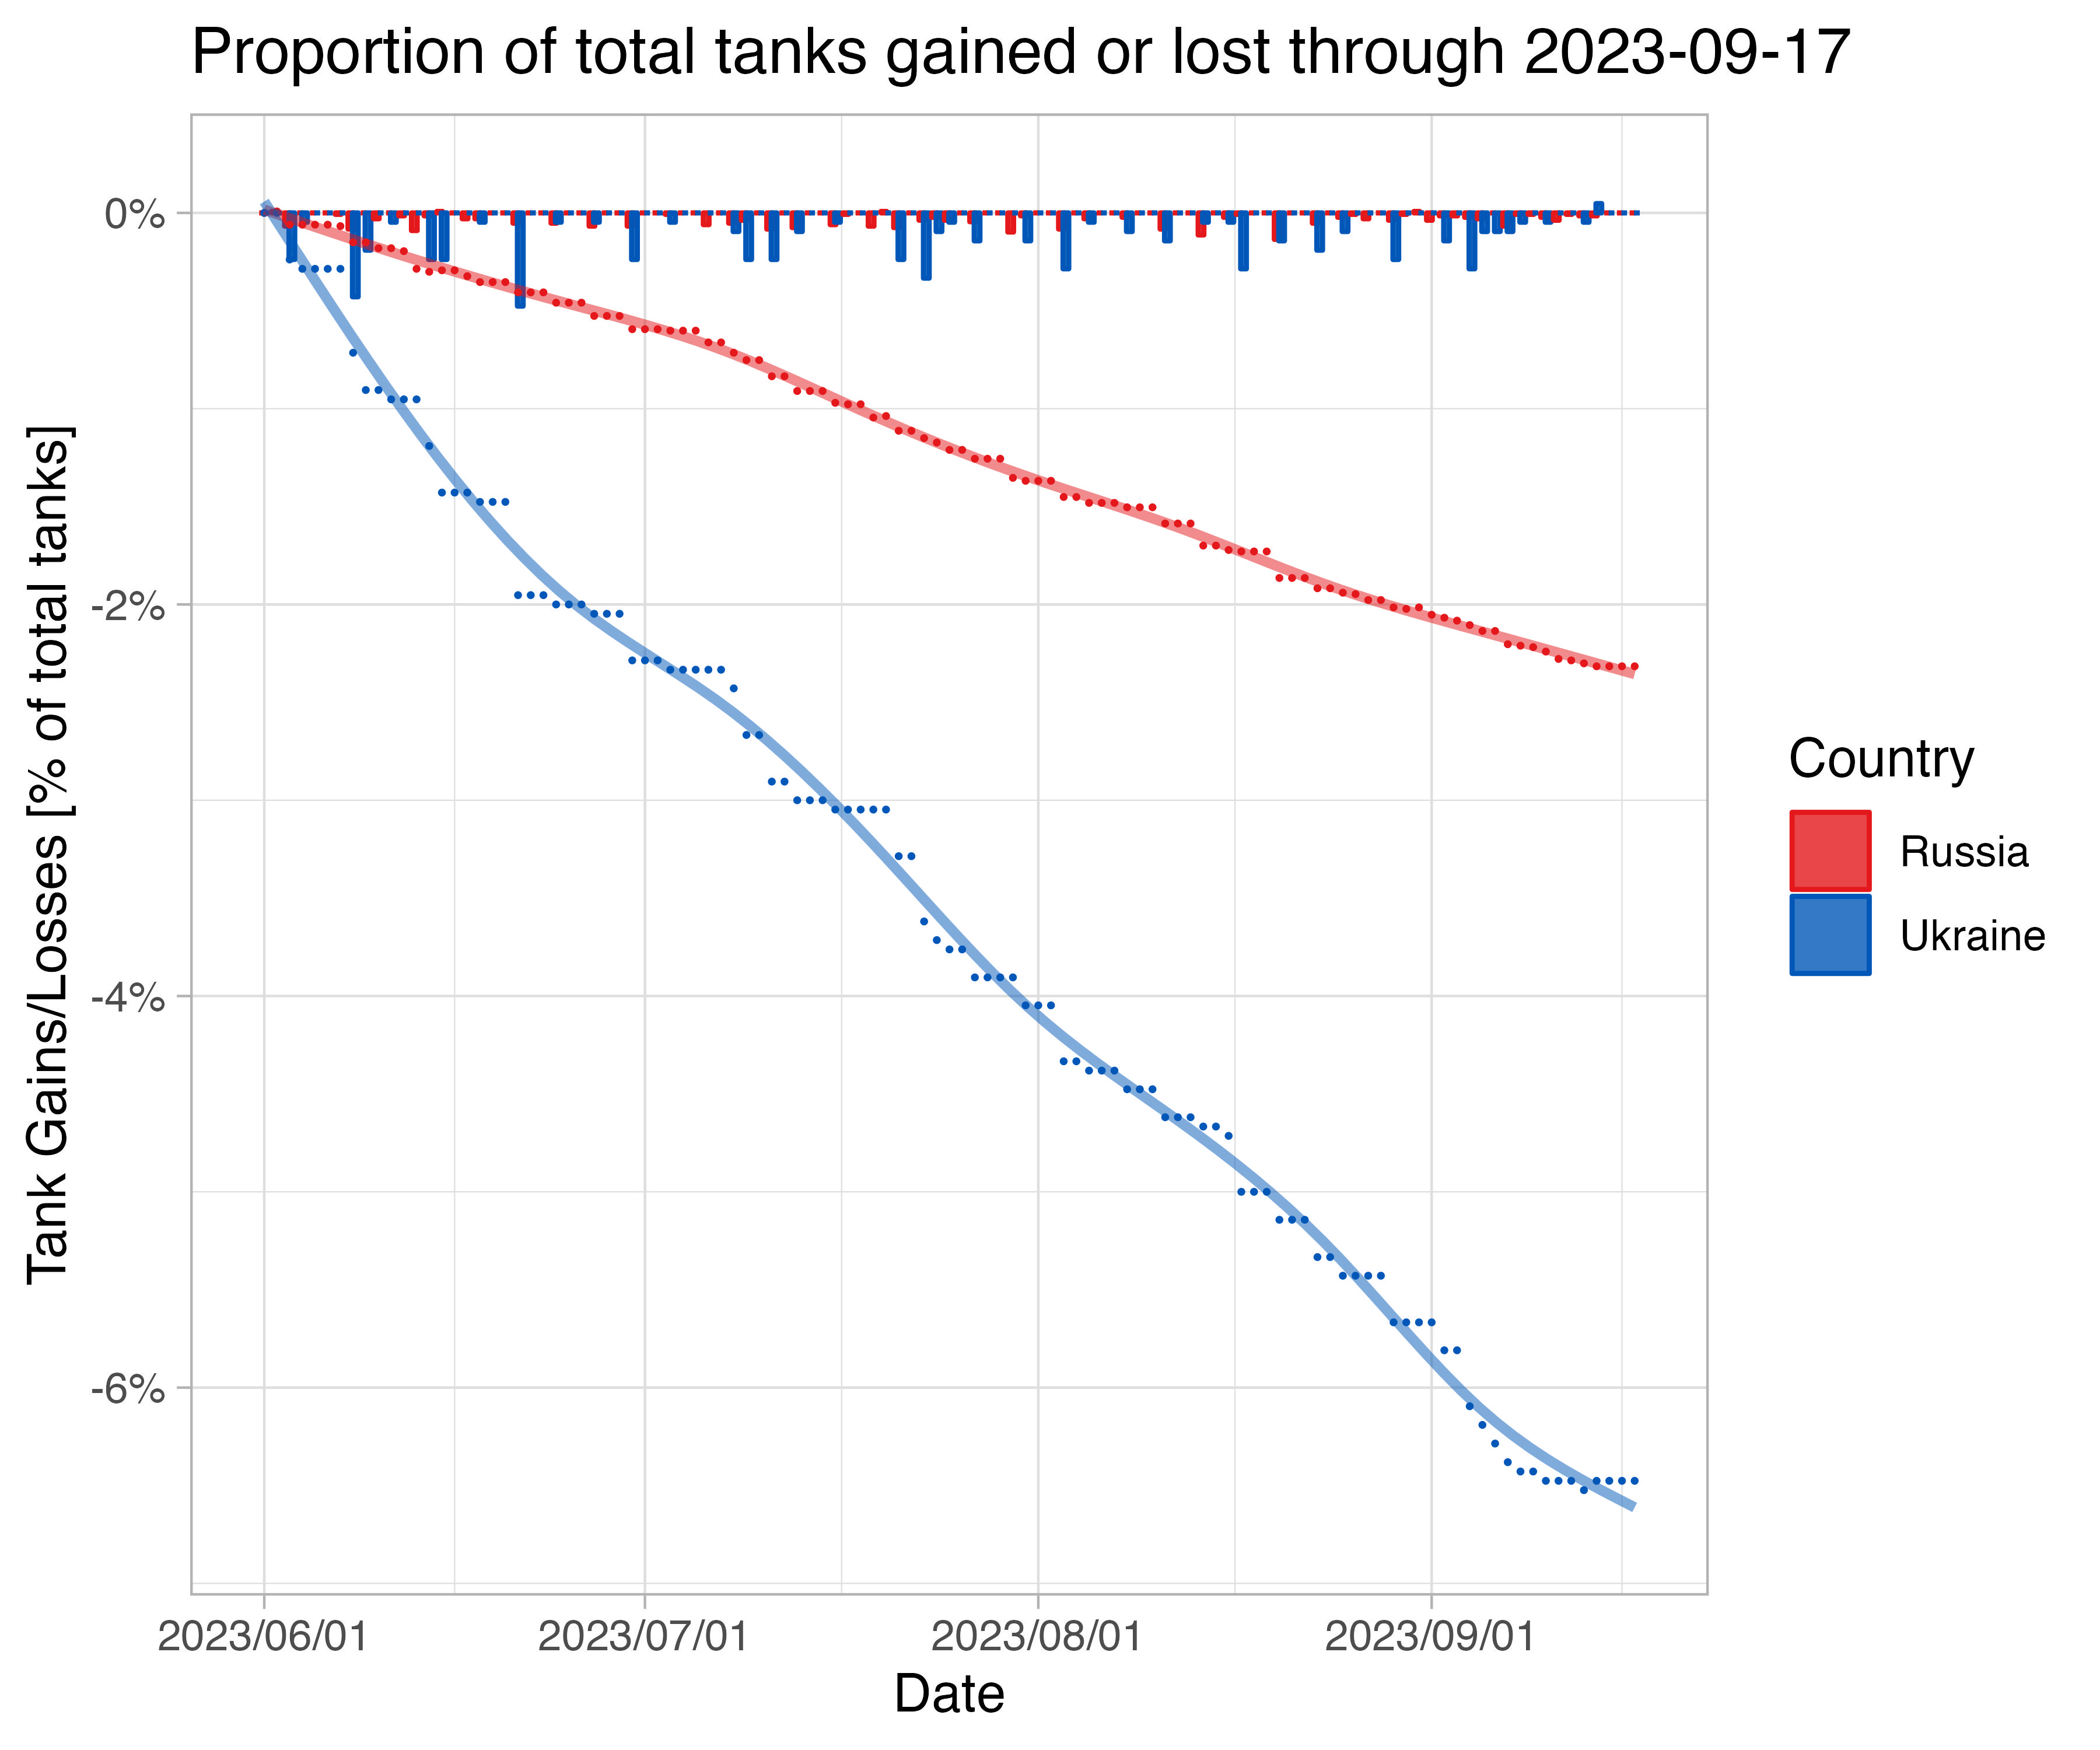 Proportion of total tanks gained or lost through 2023-09-17
Tank Gains/Losses [% of total tanks]
0%
-2%
-4%
-6%
2023/06/01
2023/07/01
2023/08/01
2023/09/01
Date
Country
Russia
Ukraine